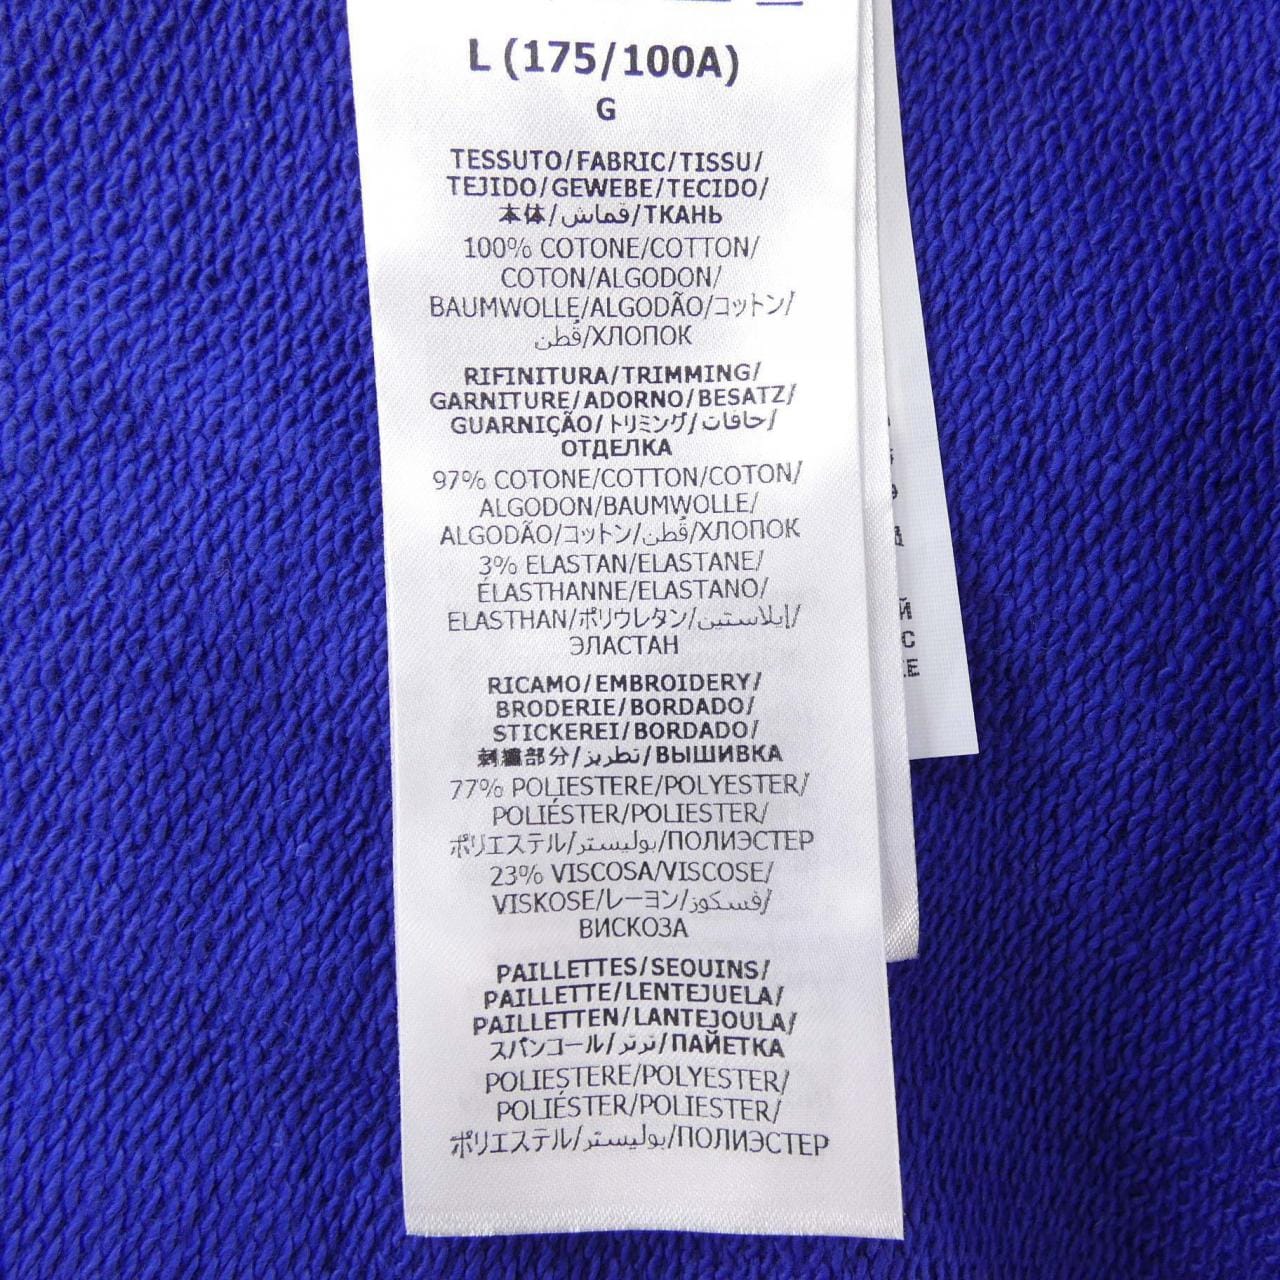 L (175/100A)
G
TESSUTO/FABRIC/TISSU/
TEJIDO/GEWEBE/TECIDO/
本体/قماش/ТКАНЬ
100% COTONE/COTTON/
COTON/ALGODON/
BAUMWOLLE/ALGODÃO/コットン/
قُطن/ХЛОПОК
RIFINITURA/TRIMMING/
GARNITURE/ADORNO/BESATZ/
GUARNIÇÃO/トリミング/حافات/
ОТДЕЛКА
97% COTONE/COTTON/COTON/
ALGODON/BAUMWOLLE/
ALGODÃO/コットン/قُطن/ХЛОПОК
3% ELASTAN/ELASTANE/
ÉLASTHANNE/ELASTANO/
ELASTHAN/ポリウレタン/إيلاستين/
ЭЛАСТАН
RICAMO/EMBROIDERY/
BRODERIE/BORDADO/
STICKEREI/BORDADO/
刺繍部分/تطريز/ВЫШИВКА
77% POLIESTERE/POLYESTER/
POLIÉSTER/POLIESTER/
ポリエステル/بوليستر/ПОЛИЭСТЕР
23% VISCOSA/VISCOSE/
VISKOSE/レーヨン/فسكوز/
ВИСКОЗА
PAILLETTES/SEQUINS/
PAILLETTE/LENTEJUELA/
PAILLETTEN/LANTEJOULA/
スパンコール/ترتر/ПАЙЕТКА
POLIESTERE/POLYESTER/
POLIÉSTER/POLIESTER/
ポリエステル/بوليستر/ПОЛИЭСТЕР